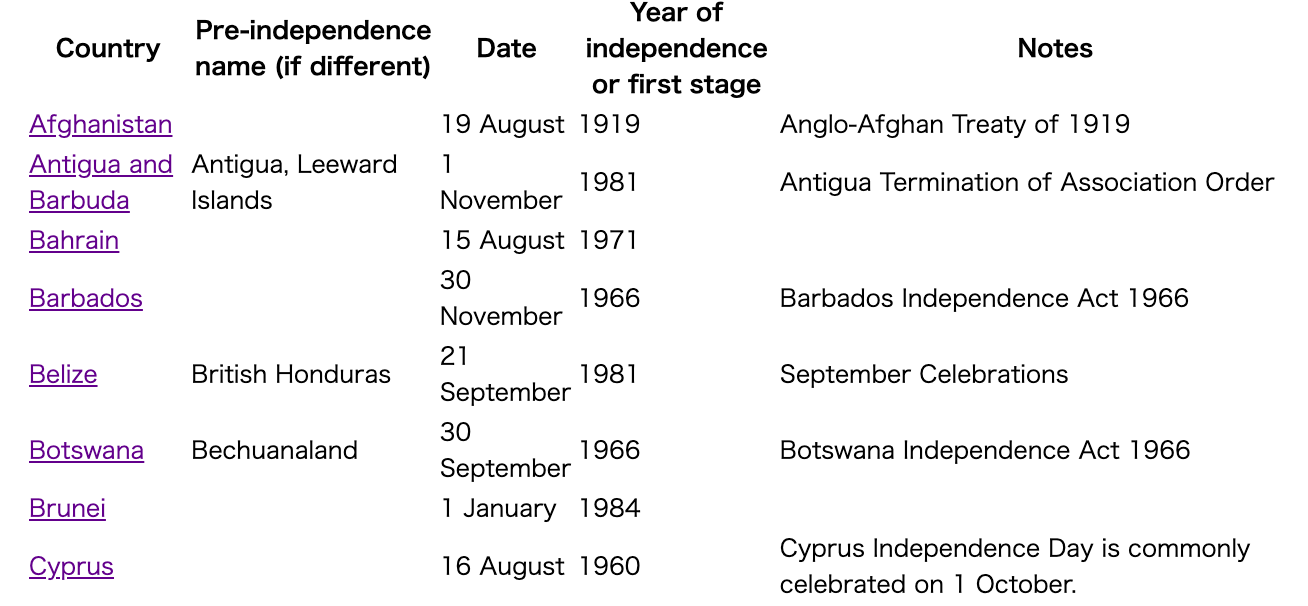 Country Pre-independence name (if different) Date Year of independence or first stage Notes
Afghanistan 19 August 1919 Anglo-Afghan Treaty of 1919
Antigua and Barbuda Antigua, Leeward Islands 1 November 1981 Antigua Termination of Association Order
Bahrain 15 August 1971
Barbados 30 November 1966 Barbados Independence Act 1966
Belize British Honduras 21 September 1981 September Celebrations
Botswana Bechuanaland 30 September 1966 Botswana Independence Act 1966
Brunei 1 January 1984
Cyprus 16 August 1960 Cyprus Independence Day is commonly celebrated on 1 October.